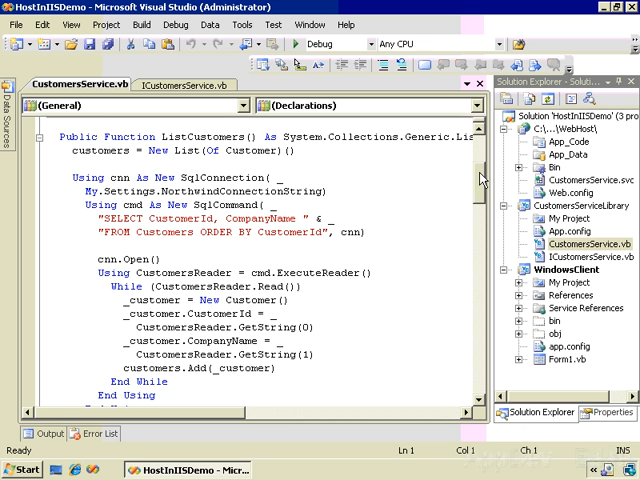 HostInIISDemo - Microsoft Visual Studio (Administrator)
File Edit View Project Build Debug Data Tools Window Help
Debug Any CPU
CustomersService.vb ICustomersService.vb
Data Sources
(General) (Declarations)
Public Function ListCustomers() As System.Collections.Generic.Lis
customers = New List(Of Customer)()
Using cnn As New SqlConnection( _
My.Settings.NorthwindConnectionString)
Using cmd As New SqlCommand( _
"SELECT CustomerId, CompanyName " & _
"FROM Customers ORDER BY CustomerId", cnn)
cnn.Open()
Using CustomersReader = cmd.ExecuteReader()
While (CustomersReader.Read())
_customer = New Customer()
_customer.CustomerId = _
CustomersReader.GetString(0)
_customer.CompanyName = _
CustomersReader.GetString(1)
customers.Add(_customer)
End While
End Using
Solution Explorer - Solution 'Ho...
Solution 'HostInIISDemo' (3 project
C:\...\WebHost\
App_Code
App_Data
Bin
CustomersService.svc
Web.config
CustomersServiceLibrary
My Project
App.config
CustomersService.vb
ICustomersService.vb
WindowsClient
My Project
References
Service References
bin
obj
app.config
Form1.vb
Solution Explorer Properties
Output Error List
Ready Ln 1 Col 1 Ch 1 INS
Start HostInIISDemo - Micr...